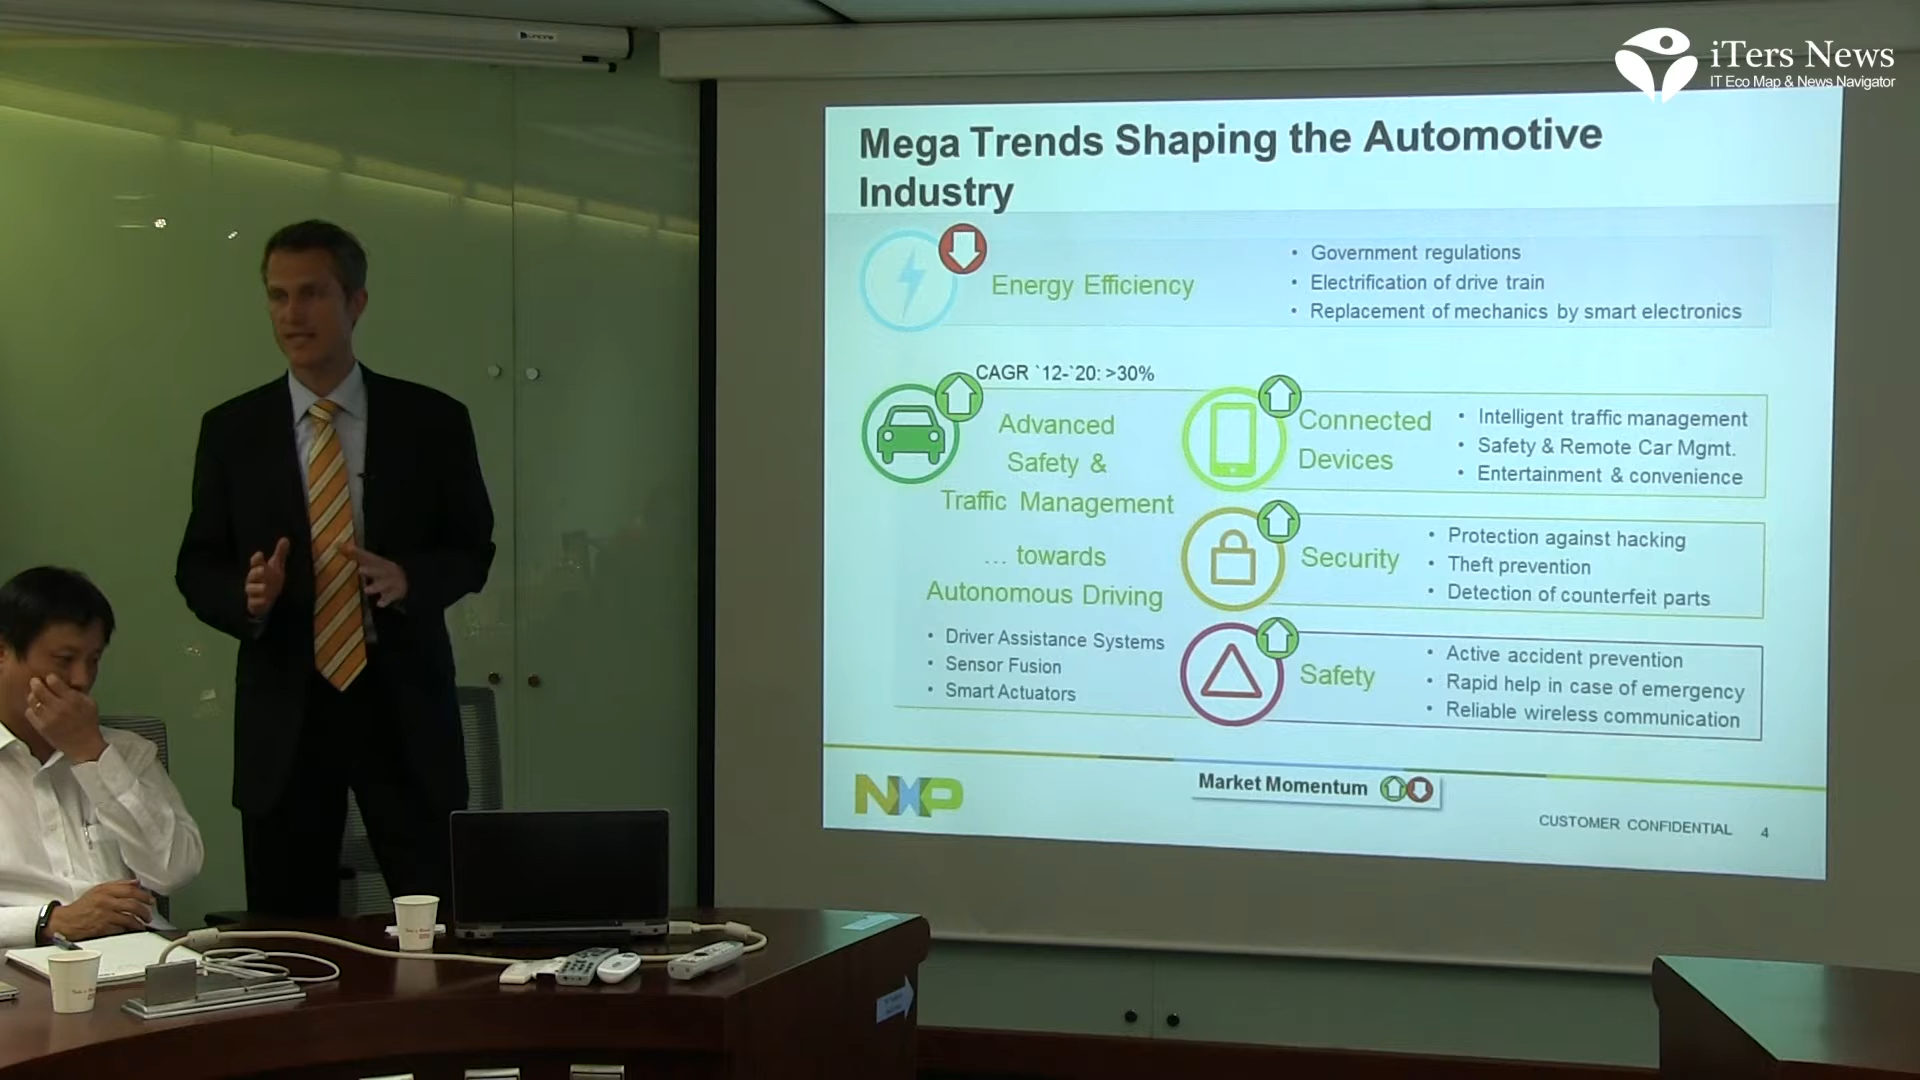 iTers News
IT Eco Map & News Navigator
Mega Trends Shaping the Automotive
Industry
Energy Efficiency
• Government regulations
• Electrification of drive train
• Replacement of mechanics by smart electronics
CAGR `12-`20: >30%
Advanced
Safety &
Traffic Management
... towards
Autonomous Driving
• Driver Assistance Systems
• Sensor Fusion
• Smart Actuators
Connected
Devices
• Intelligent traffic management
• Safety & Remote Car Mgmt.
• Entertainment & convenience
Security
• Protection against hacking
• Theft prevention
• Detection of counterfeit parts
Safety
• Active accident prevention
• Rapid help in case of emergency
• Reliable wireless communication
NXP
Market Momentum
CUSTOMER CONFIDENTIAL 4